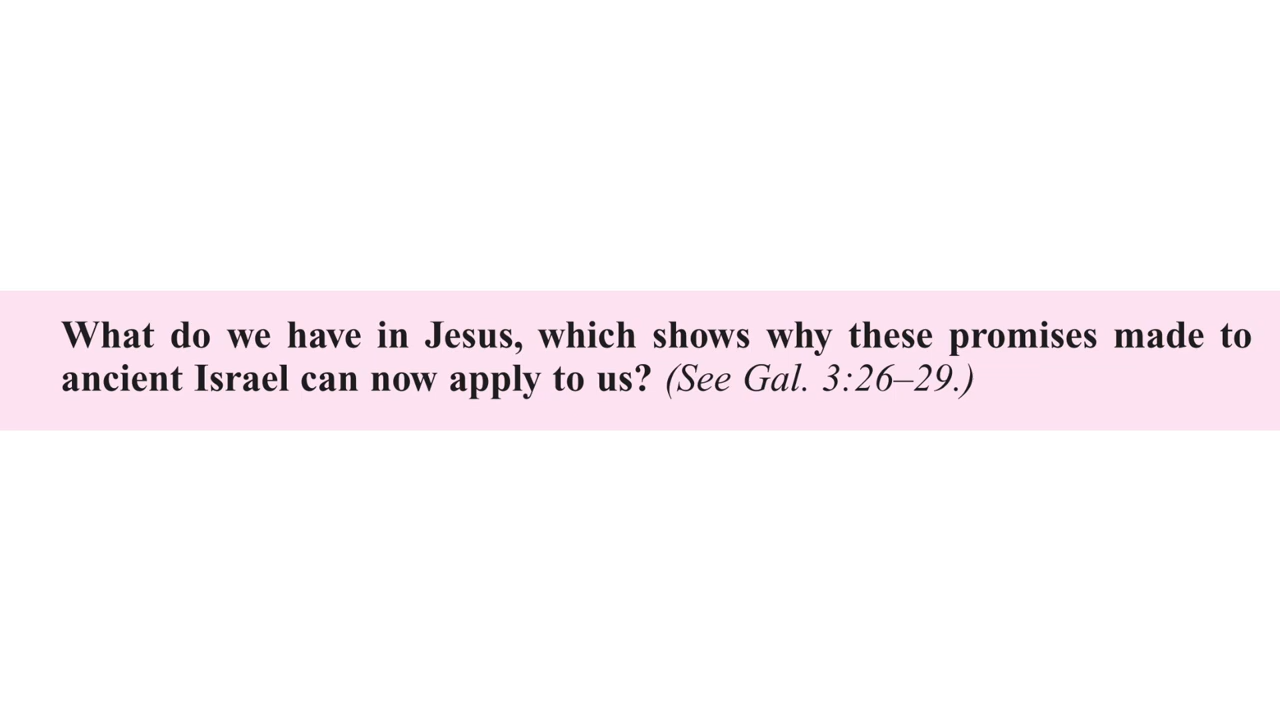 What do we have in Jesus, which shows why these promises made to
ancient Israel can now apply to us? (See Gal. 3:26–29.)